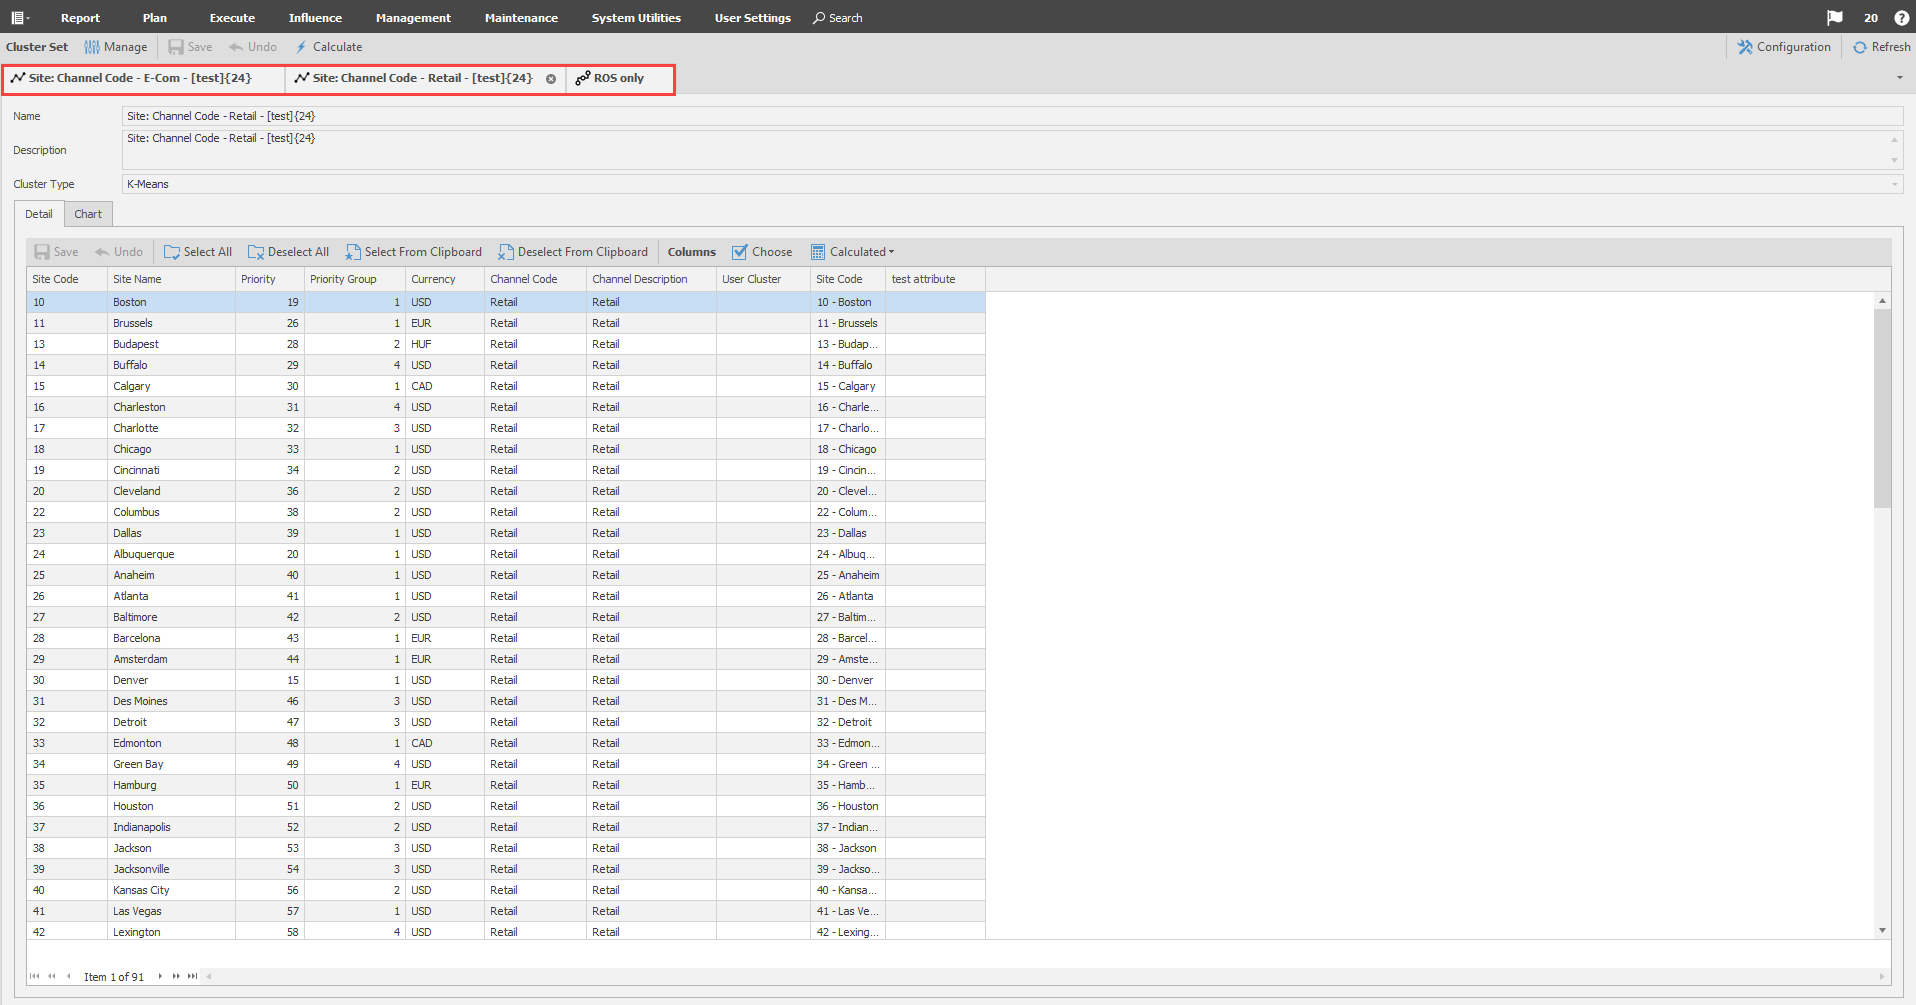 Report Plan Execute Influence Management Maintenance System Utilities User Settings Search 20 ?
Cluster Set Manage Save Undo Calculate Configuration Refresh
Site: Channel Code - E-Com - [test]{24} Site: Channel Code - Retail - [test]{24} ROS only
Name Site: Channel Code - Retail - [test]{24}
Description Site: Channel Code - Retail - [test]{24}
Cluster Type K-Means
Detail Chart
Save Undo Select All Deselect All Select From Clipboard Deselect From Clipboard Columns Choose Calculated
Site Code Site Name Priority Priority Group Currency Channel Code Channel Description User Cluster Site Code test attribute
10 Boston 19 1 USD Retail Retail 10 - Boston
11 Brussels 26 1 EUR Retail Retail 11 - Brussels
13 Budapest 28 2 HUF Retail Retail 13 - Budap...
14 Buffalo 29 4 USD Retail Retail 14 - Buffalo
15 Calgary 30 1 CAD Retail Retail 15 - Calgary
16 Charleston 31 4 USD Retail Retail 16 - Charle...
17 Charlotte 32 3 USD Retail Retail 17 - Charlo...
18 Chicago 33 1 USD Retail Retail 18 - Chicago
19 Cincinnati 34 2 USD Retail Retail 19 - Cincin...
20 Cleveland 36 2 USD Retail Retail 20 - Clevel...
22 Columbus 38 2 USD Retail Retail 22 - Colum...
23 Dallas 39 1 USD Retail Retail 23 - Dallas
24 Albuquerque 20 1 USD Retail Retail 24 - Albuq...
25 Anaheim 40 1 USD Retail Retail 25 - Anaheim
26 Atlanta 41 1 USD Retail Retail 26 - Atlanta
27 Baltimore 42 2 USD Retail Retail 27 - Baltim...
28 Barcelona 43 1 EUR Retail Retail 28 - Barcel...
29 Amsterdam 44 1 EUR Retail Retail 29 - Amste...
30 Denver 15 1 USD Retail Retail 30 - Denver
31 Des Moines 46 3 USD Retail Retail 31 - Des M...
32 Detroit 47 3 USD Retail Retail 32 - Detroit
33 Edmonton 48 1 CAD Retail Retail 33 - Edmon...
34 Green Bay 49 4 USD Retail Retail 34 - Green ...
35 Hamburg 50 1 EUR Retail Retail 35 - Hamb...
36 Houston 51 2 USD Retail Retail 36 - Houston
37 Indianapolis 52 2 USD Retail Retail 37 - Indian...
38 Jackson 53 3 USD Retail Retail 38 - Jackson
39 Jacksonville 54 3 USD Retail Retail 39 - Jackso...
40 Kansas City 56 2 USD Retail Retail 40 - Kansa...
41 Las Vegas 57 1 USD Retail Retail 41 - Las Ve...
42 Lexington 58 4 USD Retail Retail 42 - Lexing...
Item 1 of 91